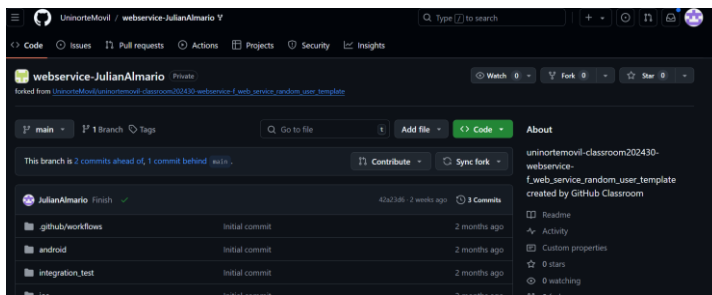 UninorteMovil / webservice-JulianAlmario
Type / to search
Code Issues Pull requests Actions Projects Security Insights
webservice-JulianAlmario Private
Watch 0 Fork 0 Star 0
forked from UninorteMovil/uninortemovil-classroom202430-webservice-f_web_service_random_user_template
main 1 Branch Tags Go to file t Add file Code
This branch is 2 commits ahead of, 1 commit behind main .
Contribute Sync fork
JulianAlmario Finish 42a23d6 · 2 weeks ago 3 Commits
.github/workflows Initial commit 2 months ago
android Initial commit 2 months ago
integration_test Initial commit 2 months ago
About
uninortemovil-classroom202430-
webservice-
f_web_service_random_user_template
created by GitHub Classroom
Readme
Activity
Custom properties
0 stars
0 watching